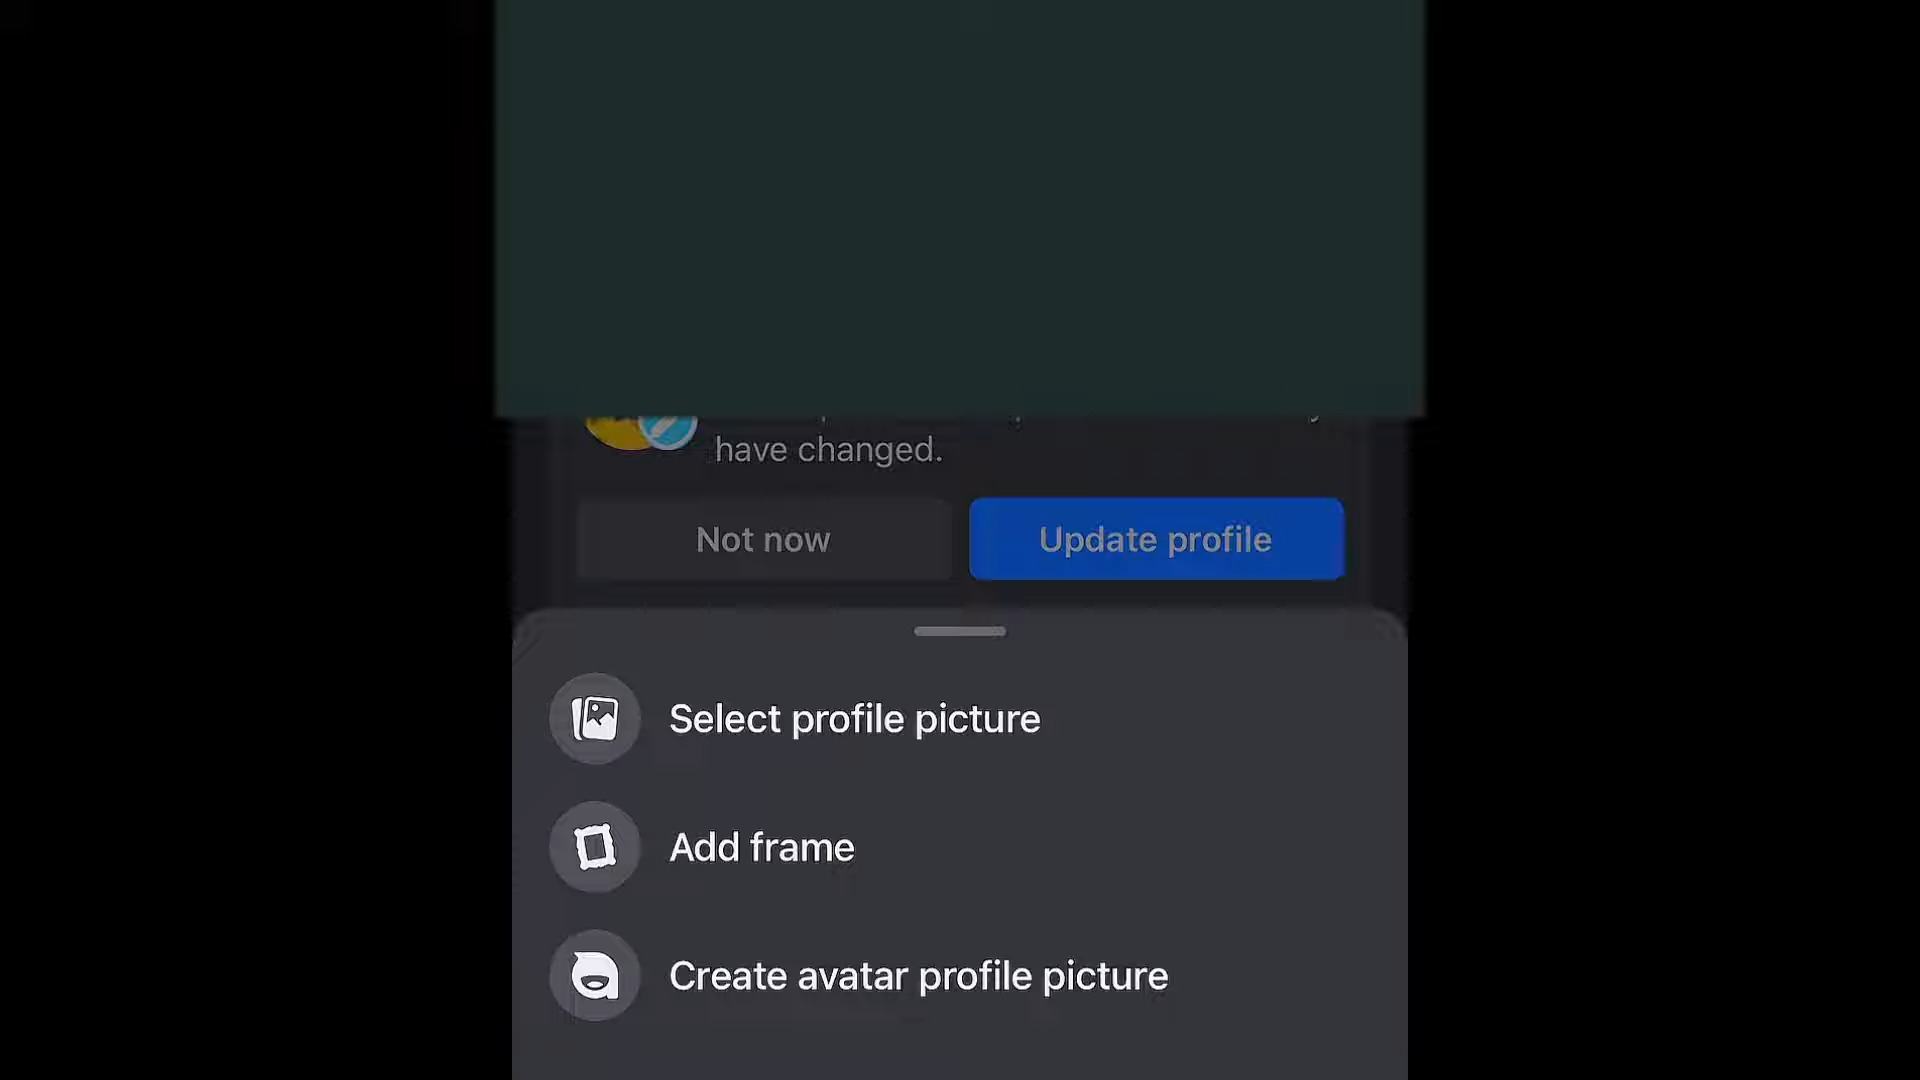 have changed.
Not now
Update profile
Select profile picture
Add frame
Create avatar profile picture